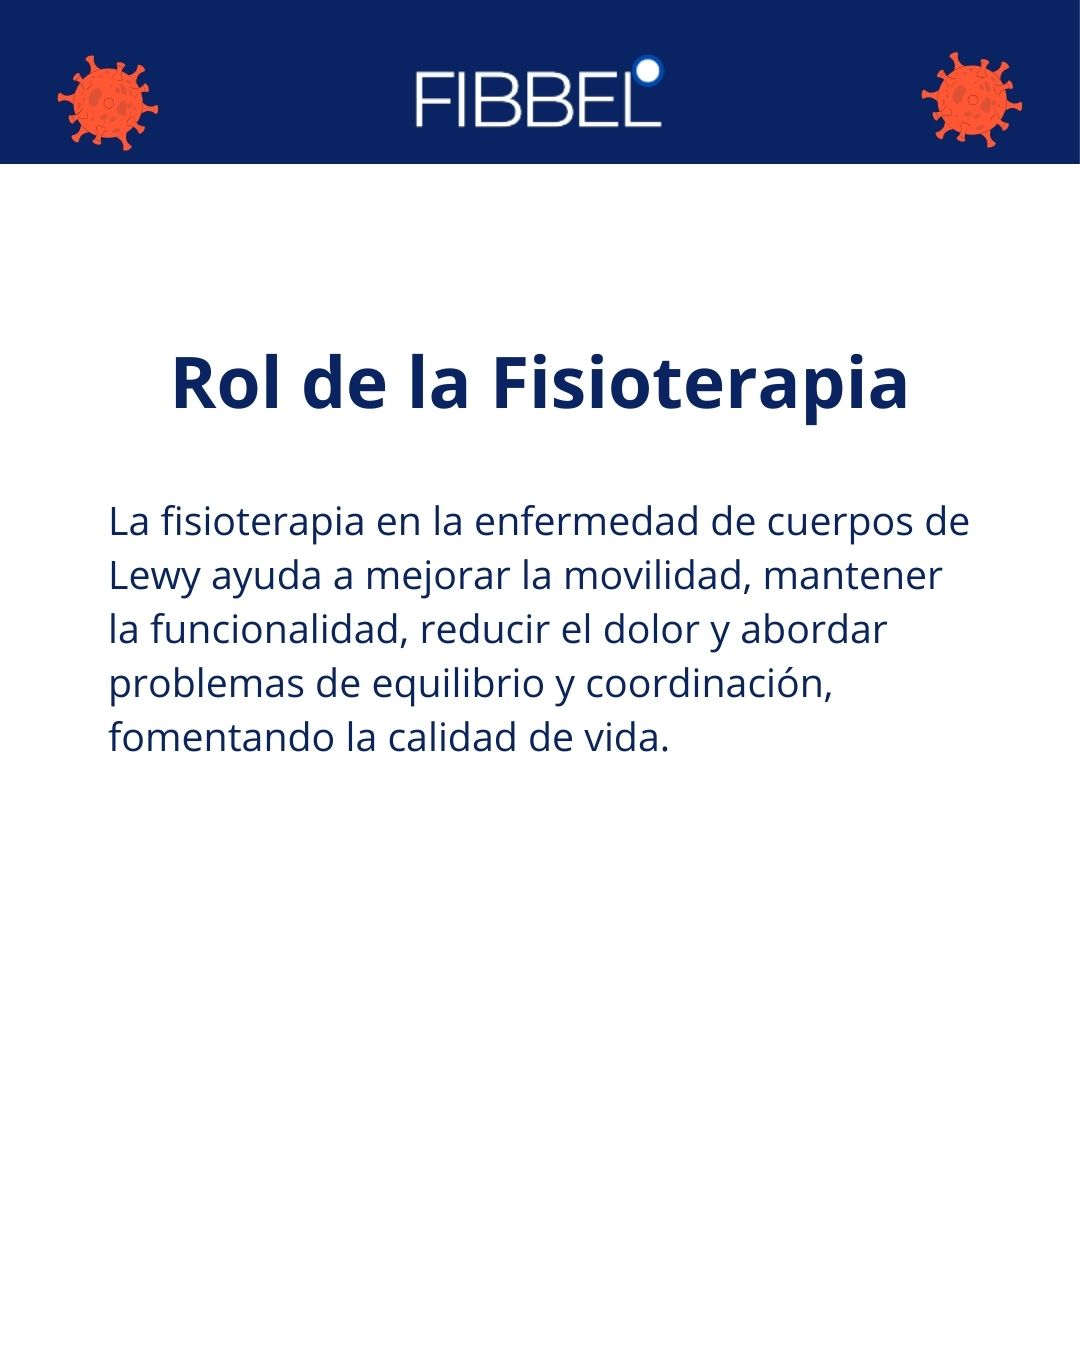 FIBBEL
Rol de la Fisioterapia
La fisioterapia en la enfermedad de cuerpos de
Lewy ayuda a mejorar la movilidad, mantener
la funcionalidad, reducir el dolor y abordar
problemas de equilibrio y coordinación,
fomentando la calidad de vida.